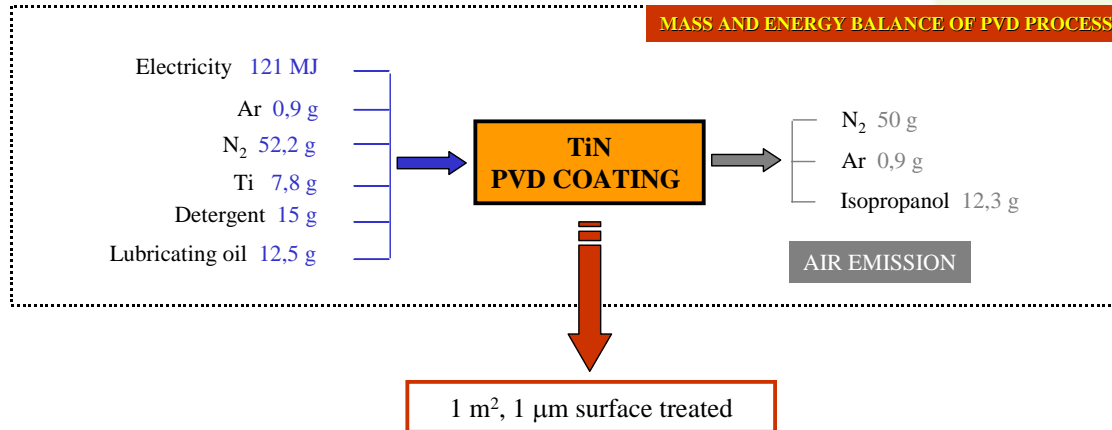 MASS AND ENERGY BALANCE OF PVD PROCESS
Electricity 121 MJ
Ar 0,9 g
N2 52,2 g
Ti 7,8 g
Detergent 15 g
Lubricating oil 12,5 g
TiN
PVD COATING
N2 50 g
Ar 0,9 g
Isopropanol 12,3 g
AIR EMISSION
1 m², 1 μm surface treated